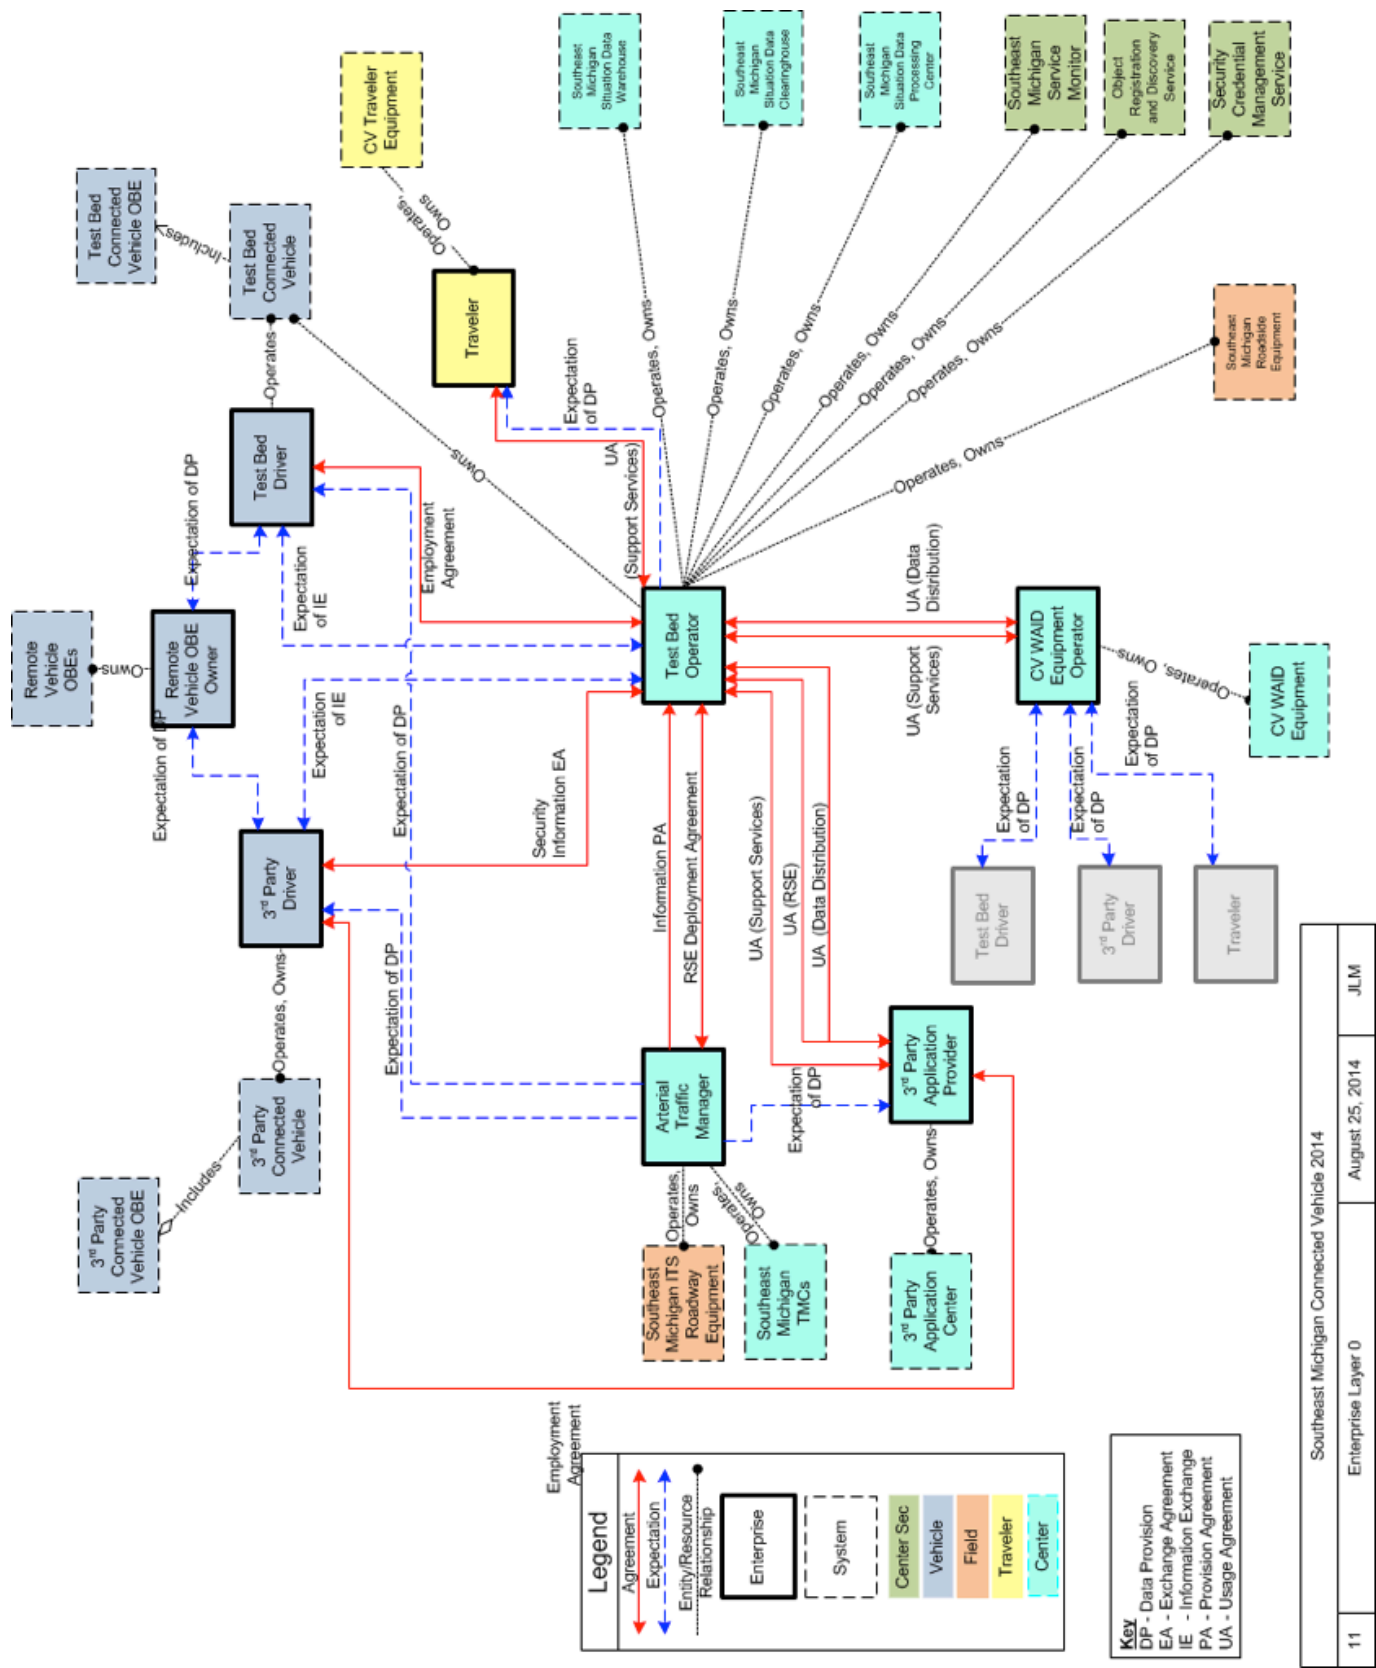 Remote
Vehicle
OBEs
3rd Party
Connected
Vehicle OBE
Test Bed
Connected
Vehicle OBE
Includes
Owns
Includes
3rd Party
Connected
Vehicle
Operates, Owns
3rd Party
Driver
Expectation of DP
Remote
Vehicle OBE
Owner
Expectation of DP
Test Bed
Driver
Operates
Test Bed
Connected
Vehicle
Expectation
of IE
Expectation
of IE
CV Traveler
Equipment
Operates,
Owns
Expectation of DP
Expectation of DP
Employment
Agreement
Owns
Traveler
Security
Information EA
Employment
Agreement
UA
(Support Services)
Expectation
of DP
Southeast
Michigan ITS
Roadway
Equipment
Operates,
Owns
Southeast
Michigan
TMCs
Operates,
Owns
Arterial
Traffic
Manager
Information PA
RSE Deployment Agreement
Test Bed
Operator
Operates, Owns
Southeast
Michigan
Situation Data
Warehouse
Operates, Owns
Southeast
Michigan
Situation Data
Clearinghouse
Operates, Owns
Southeast
Michigan
Situation Data
Processing
Center
Operates, Owns
Southeast
Michigan
Service
Monitor
Operates, Owns
Object
Registration
and Discovery
Service
Operates, Owns
Security
Credential
Management
Service
Operates, Owns
Southeast
Michigan
Roadside
Equipment
UA (Support Services)
UA (RSE)
UA (Data Distribution)
Expectation
of DP
3rd Party
Application
Center
Operates, Owns
3rd Party
Application
Provider
UA (Support
Services)
UA (Data
Distribution)
CV WAID
Equipment
Operator
Operates, Owns
CV WAID
Equipment
Expectation
of DP
Expectation
of DP
Expectation
of DP
Test Bed
Driver
3rd Party
Driver
Traveler
Legend
Agreement
Expectation
Entity/Resource
Relationship
Enterprise
System
Center Sec
Vehicle
Field
Traveler
Center
Key
DP - Data Provision
EA - Exchange Agreement
IE - Information Exchange
PA - Provision Agreement
UA - Usage Agreement
Southeast Michigan Connected Vehicle 2014
11 Enterprise Layer 0 August 25, 2014 JLM